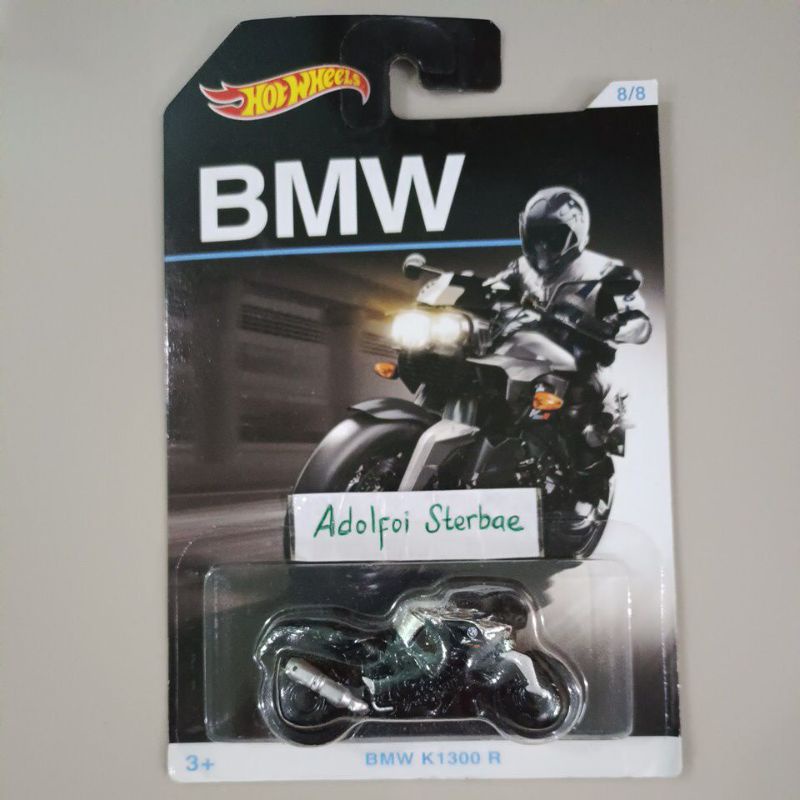 HOT WHEELS
8/8
BMW
Adolfoi Sterbae
3+
BMW K1300 R